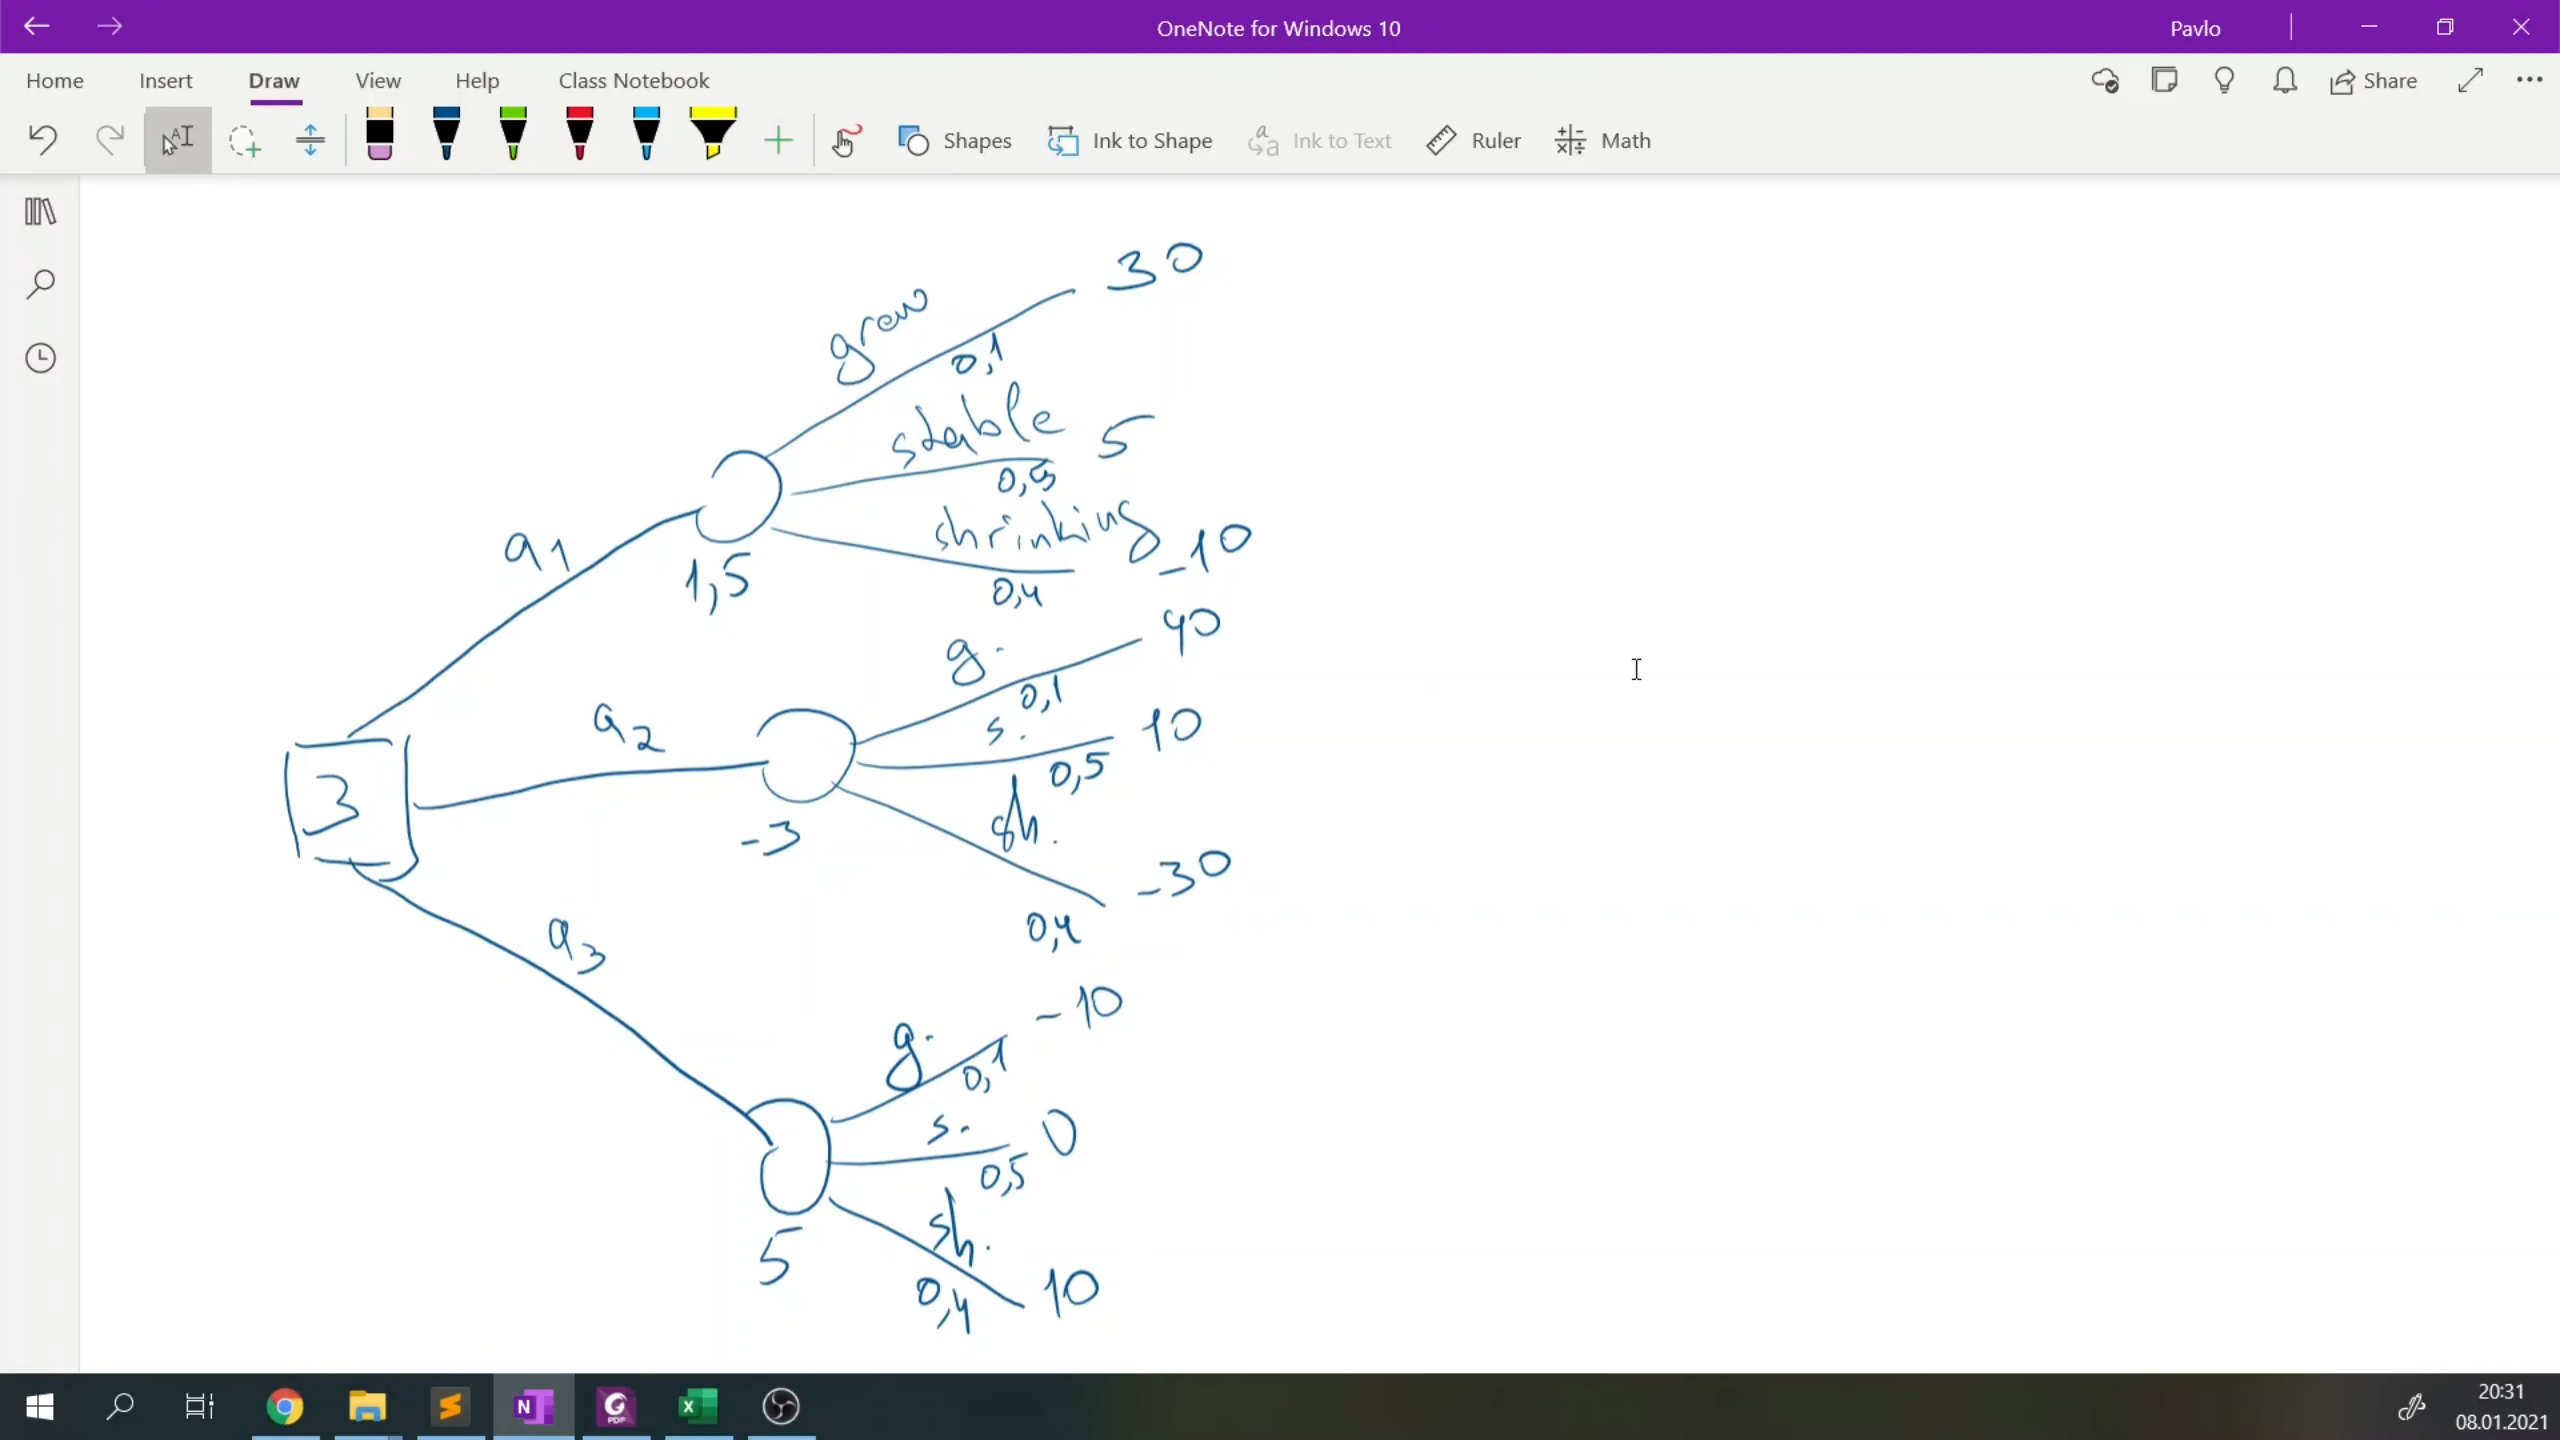 OneNote for Windows 10
Pavlo
Home Insert Draw View Help Class Notebook
Share
Shapes Ink to Shape Ink to Text Ruler Math
grow
30
0,1
stable
5
0,5
shrinking
-10
0,4
a1
1,5
g.
40
0,1
s.
10
0,5
sh.
-30
0,4
a2
-3
3
a3
g.
-10
0,1
s.
0
0,5
sh.
10
0,4
5
20:31
08.01.2021